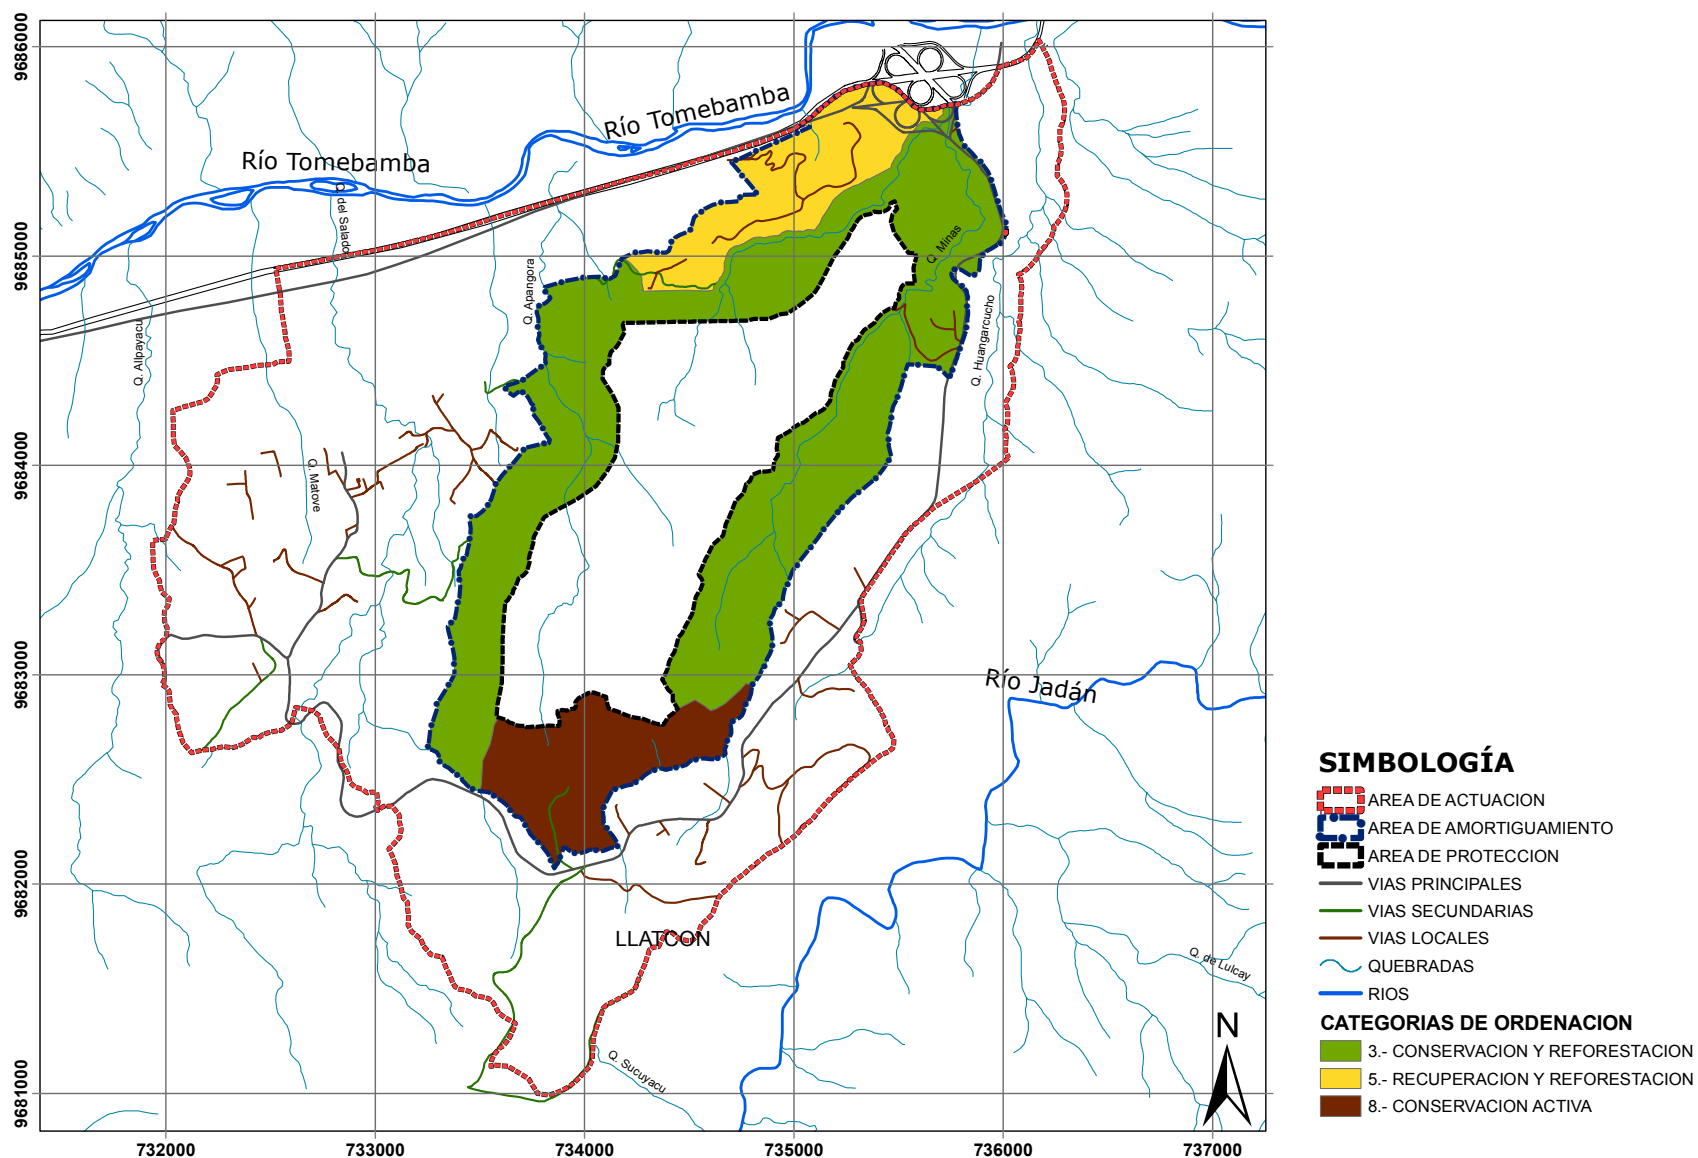 9686000
9685000
9684000
9683000
9682000
9681000
Río Tomebamba
Río Tomebamba
Q. del Salado
Q. Allpayacu
Q. Apangora
Q. Minas
Q. Huangarcucho
Q. Matove
Río Jadán
LLATCON
Q. de Lulcay
Q. Sucuyacu
N
732000
733000
734000
735000
736000
737000
SIMBOLOGÍA
AREA DE ACTUACION
AREA DE AMORTIGUAMIENTO
AREA DE PROTECCION
VIAS PRINCIPALES
VIAS SECUNDARIAS
VIAS LOCALES
QUEBRADAS
RIOS
CATEGORIAS DE ORDENACION
3.- CONSERVACION Y REFORESTACION
5.- RECUPERACION Y REFORESTACION
8.- CONSERVACION ACTIVA